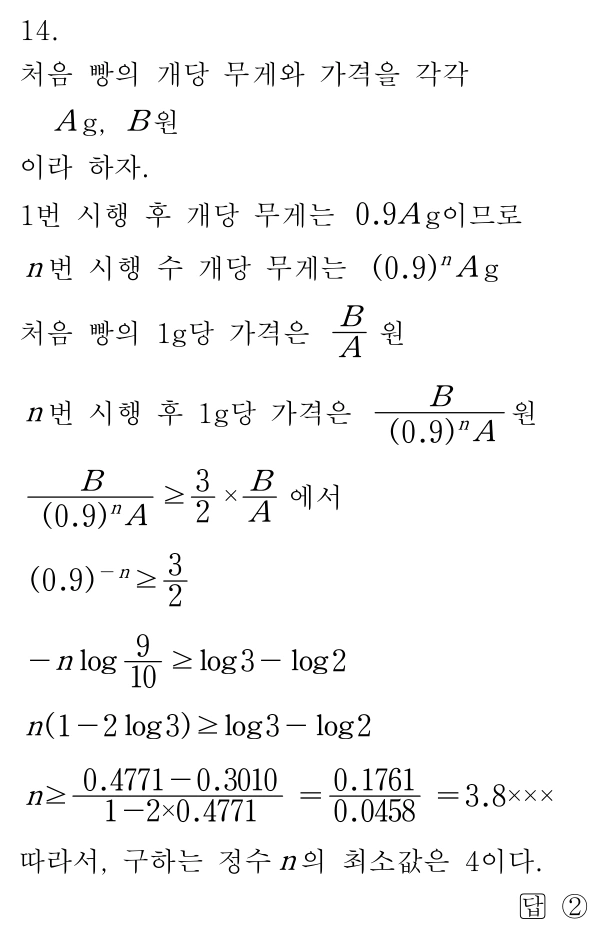 14.
처음 빵의 개당 무게와 가격을 각각
Ag, B원
이라 하자.
1번 시행 후 개당 무게는 0.9Ag이므로
n번 시행 수 개당 무게는 (0.9)^n Ag
처음 빵의 1g당 가격은 B/A 원
n번 시행 후 1g당 가격은 B/((0.9)^n A) 원
B/((0.9)^n A) ≥ 3/2 × B/A 에서
(0.9)^(-n) ≥ 3/2
-n log 9/10 ≥ log3 - log2
n(1-2log3) ≥ log3 - log2
n ≥ (0.4771-0.3010)/(1-2×0.4771) = 0.1761/0.0458 = 3.8×××
따라서, 구하는 정수 n의 최소값은 4이다.
답 ②